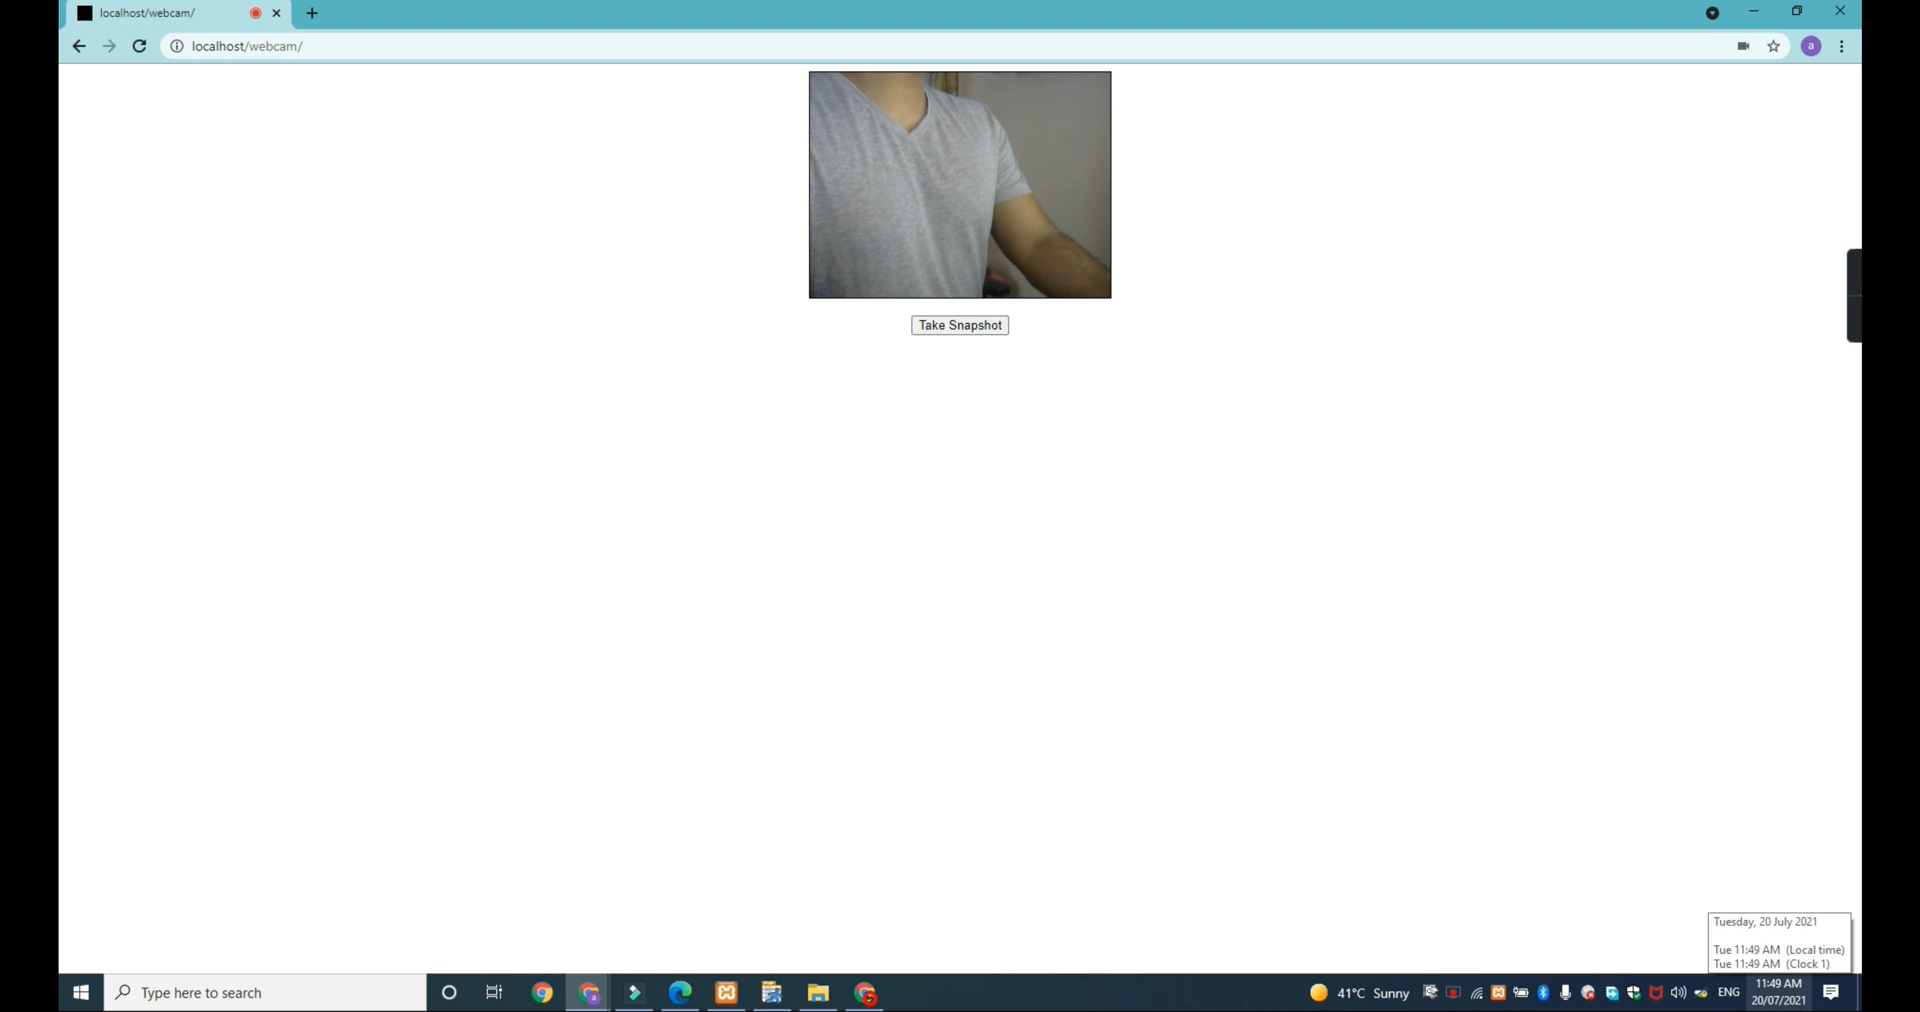 localhost/webcam/
localhost/webcam/
a
Take Snapshot
Tuesday, 20 July 2021
Tue 11:49 AM (Local time)
Tue 11:49 AM (Clock 1)
Type here to search
a
41°C Sunny
ENG
11:49 AM
20/07/2021